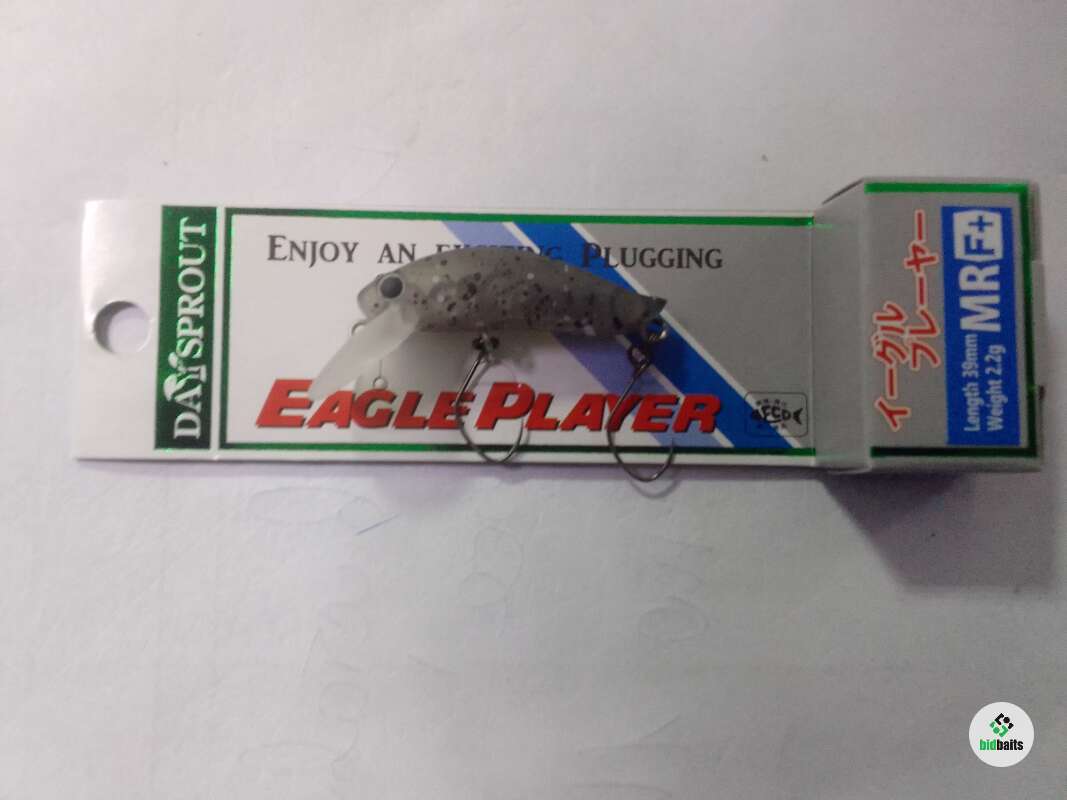 DAYSPROUT
ENJOY AN EXCITING PLUGGING
EAGLE PLAYER
イーグル
プレーヤー
MR F+
Length 39mm
Weight 2.2g
bidbaits